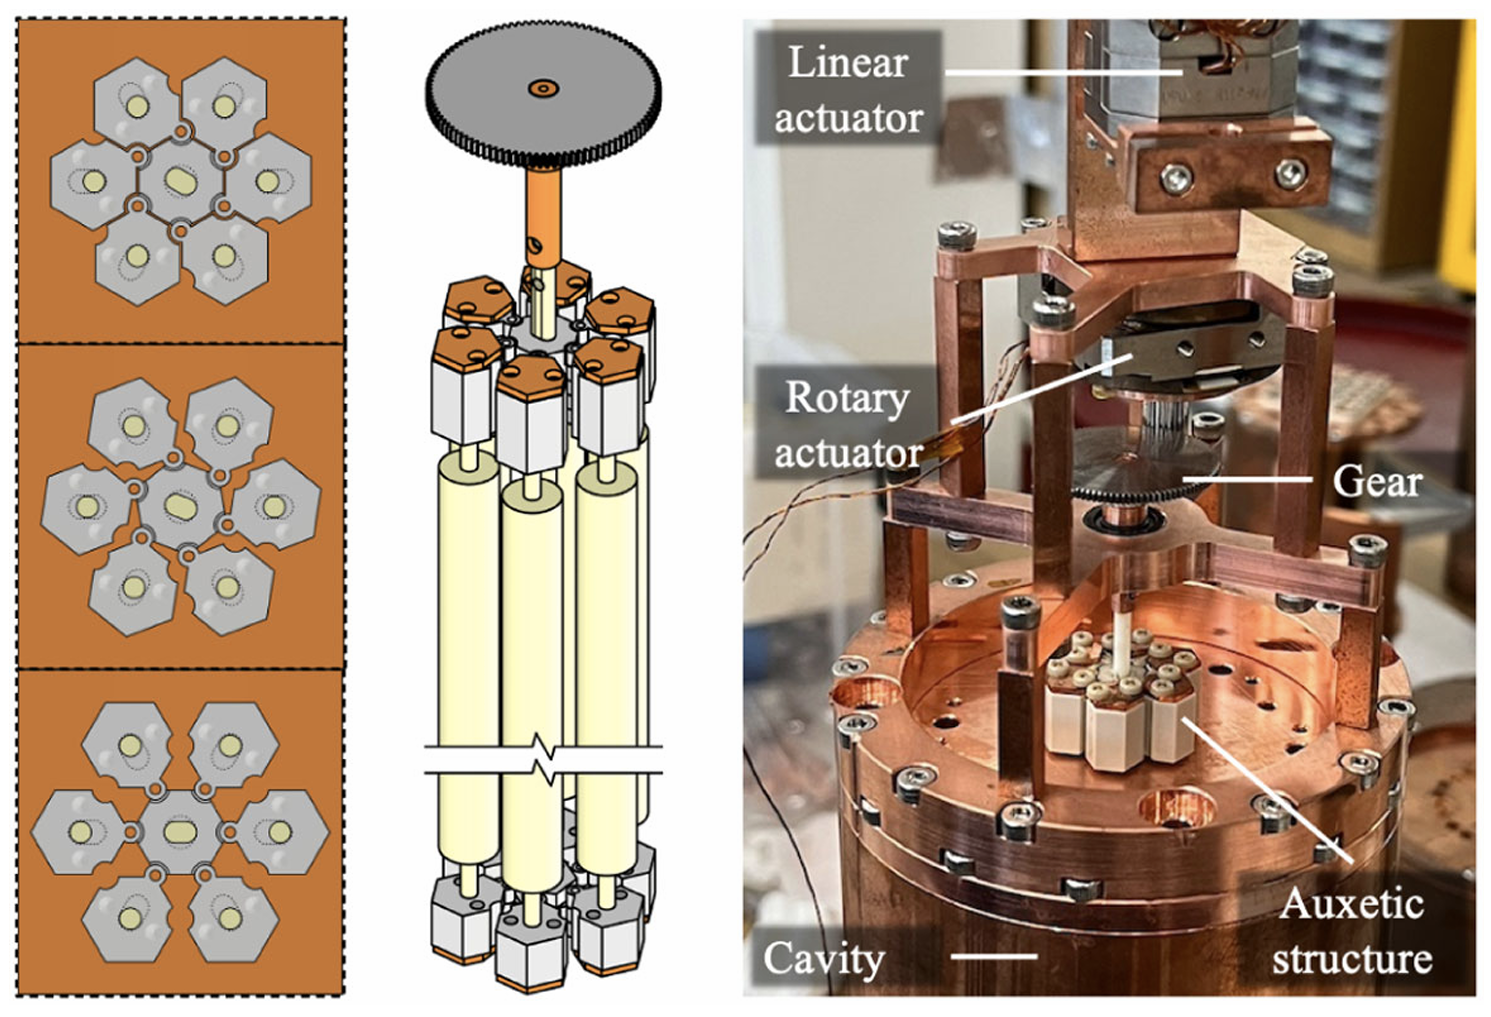 Linear
actuator
Rotary
actuator
Gear
Auxetic
structure
Cavity